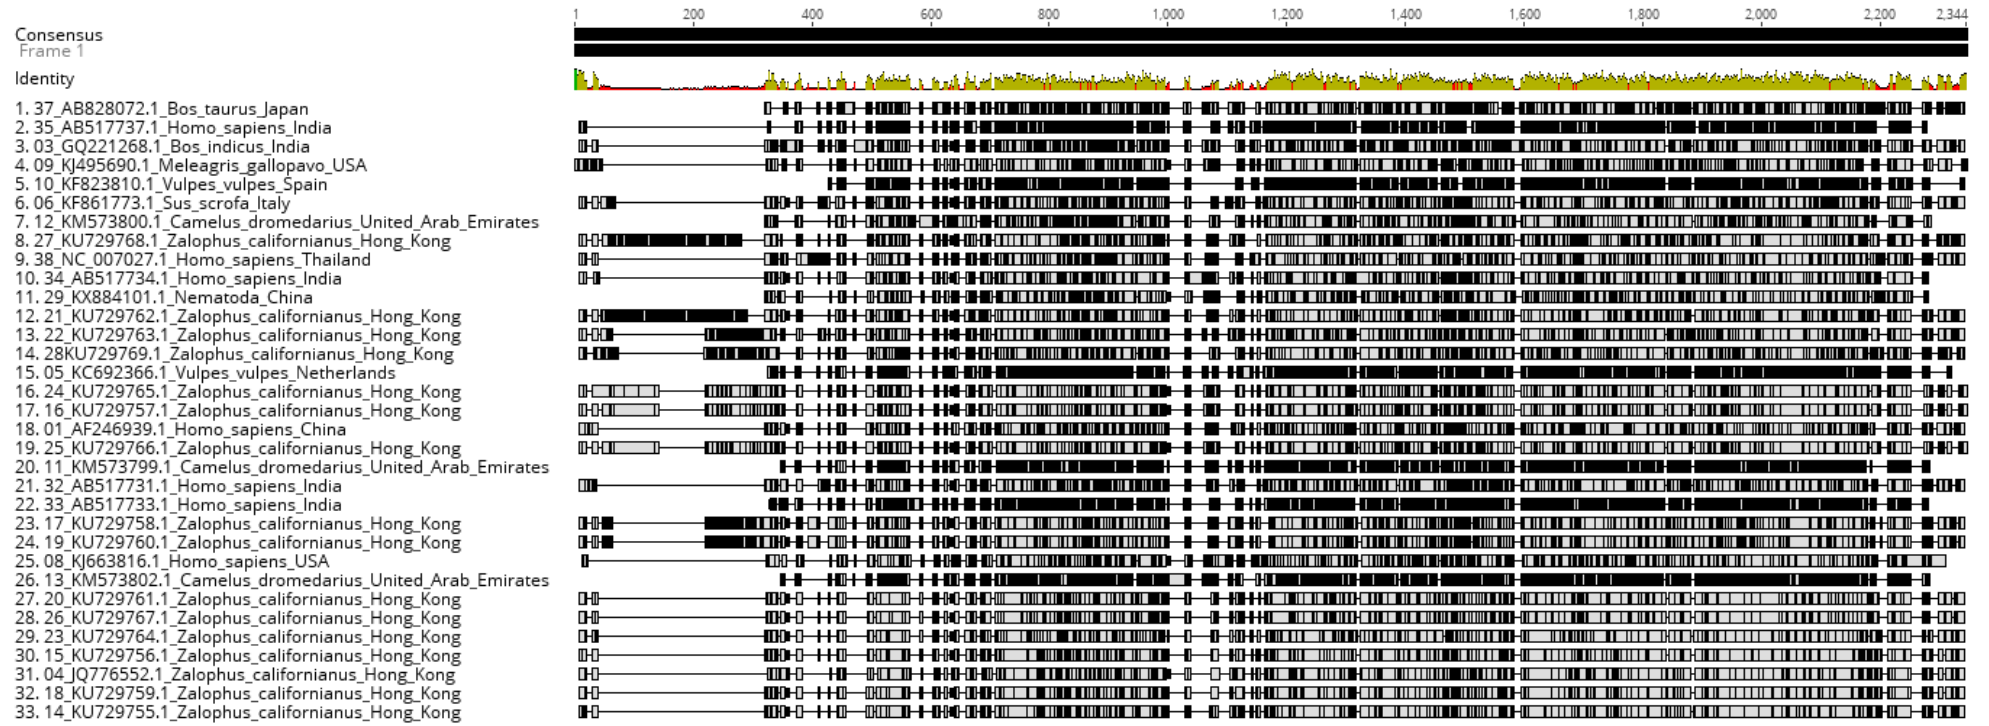 1 200 400 600 800 1,000 1,200 1,400 1,600 1,800 2,000 2,200 2,344
Consensus
Frame 1
Identity
1. 37_AB828072.1_Bos_taurus_Japan
2. 35_AB517737.1_Homo_sapiens_India
3. 03_GQ221268.1_Bos_indicus_India
4. 09_KJ495690.1_Meleagris_gallopavo_USA
5. 10_KF823810.1_Vulpes_vulpes_Spain
6. 06_KF861773.1_Sus_scrofa_Italy
7. 12_KM573800.1_Camelus_dromedarius_United_Arab_Emirates
8. 27_KU729768.1_Zalophus_californianus_Hong_Kong
9. 38_NC_007027.1_Homo_sapiens_Thailand
10. 34_AB517734.1_Homo_sapiens_India
11. 29_KX884101.1_Nematoda_China
12. 21_KU729762.1_Zalophus_californianus_Hong_Kong
13. 22_KU729763.1_Zalophus_californianus_Hong_Kong
14. 28KU729769.1_Zalophus_californianus_Hong_Kong
15. 05_KC692366.1_Vulpes_vulpes_Netherlands
16. 24_KU729765.1_Zalophus_californianus_Hong_Kong
17. 16_KU729757.1_Zalophus_californianus_Hong_Kong
18. 01_AF246939.1_Homo_sapiens_China
19. 25_KU729766.1_Zalophus_californianus_Hong_Kong
20. 11_KM573799.1_Camelus_dromedarius_United_Arab_Emirates
21. 32_AB517731.1_Homo_sapiens_India
22. 33_AB517733.1_Homo_sapiens_India
23. 17_KU729758.1_Zalophus_californianus_Hong_Kong
24. 19_KU729760.1_Zalophus_californianus_Hong_Kong
25. 08_KJ663816.1_Homo_sapiens_USA
26. 13_KM573802.1_Camelus_dromedarius_United_Arab_Emirates
27. 20_KU729761.1_Zalophus_californianus_Hong_Kong
28. 26_KU729767.1_Zalophus_californianus_Hong_Kong
29. 23_KU729764.1_Zalophus_californianus_Hong_Kong
30. 15_KU729756.1_Zalophus_californianus_Hong_Kong
31. 04_JQ776552.1_Zalophus_californianus_Hong_Kong
32. 18_KU729759.1_Zalophus_californianus_Hong_Kong
33. 14_KU729755.1_Zalophus_californianus_Hong_Kong